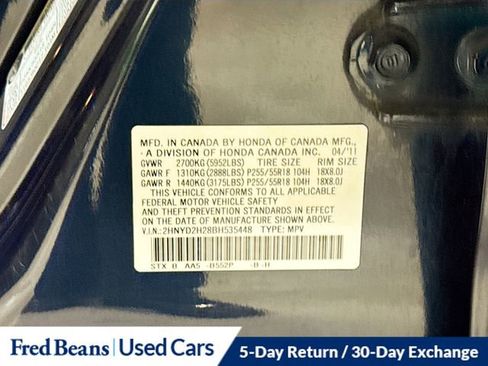 MFD. IN CANADA BY HONDA OF CANADA MFG.,
- A DIVISION OF HONDA CANADA INC. 04/'11
GVWR 2700KG (5952LBS) TIRE SIZE RIM SIZE
GAWR F 1310KG (2888LBS) P255/55R18 104H 18X8.0J
GAWR R 1440KG (3175LBS) P255/55R18 104H 18X8.0J
THIS VEHICLE CONFORMS TO ALL APPLICABLE
FEDERAL MOTOR VEHICLE SAFETY STANDARDS
IN EFFECT ON THE DATE OF MANUFACTURE SHOWN ABOVE.
V.I.N.:2HNYD2H28BH535448 TYPE: MPV
STX B AA5 -B552P -B-H
Fred Beans Used Cars 5-Day Return / 30-Day Exchange